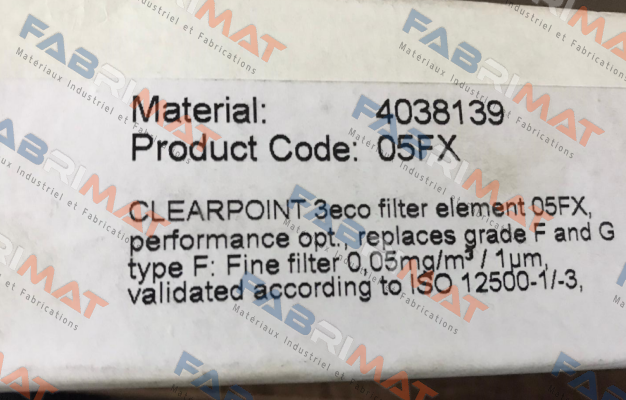 Material: 4038139
Product Code: 05FX
CLEARPOINT 3eco filter element 05FX,
performance opt., replaces grade F and G
type F: Fine filter 0,05mg/m³ / 1µm,
validated according to ISO 12500-1/-3,
FABRIMAT
Matériaux Industriel et Fabrications